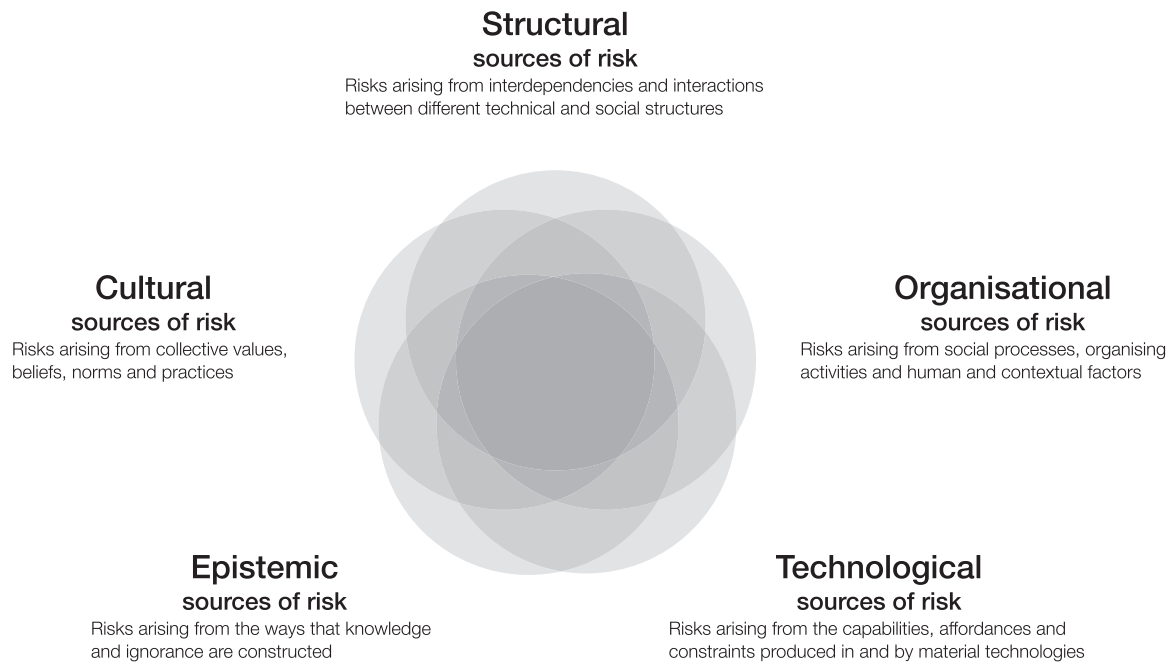 Structural
sources of risk
Risks arising from interdependencies and interactions
between different technical and social structures
Cultural
sources of risk
Risks arising from collective values,
beliefs, norms and practices
Organisational
sources of risk
Risks arising from social processes, organising
activities and human and contextual factors
Epistemic
sources of risk
Risks arising from the ways that knowledge
and ignorance are constructed
Technological
sources of risk
Risks arising from the capabilities, affordances and
constraints produced in and by material technologies